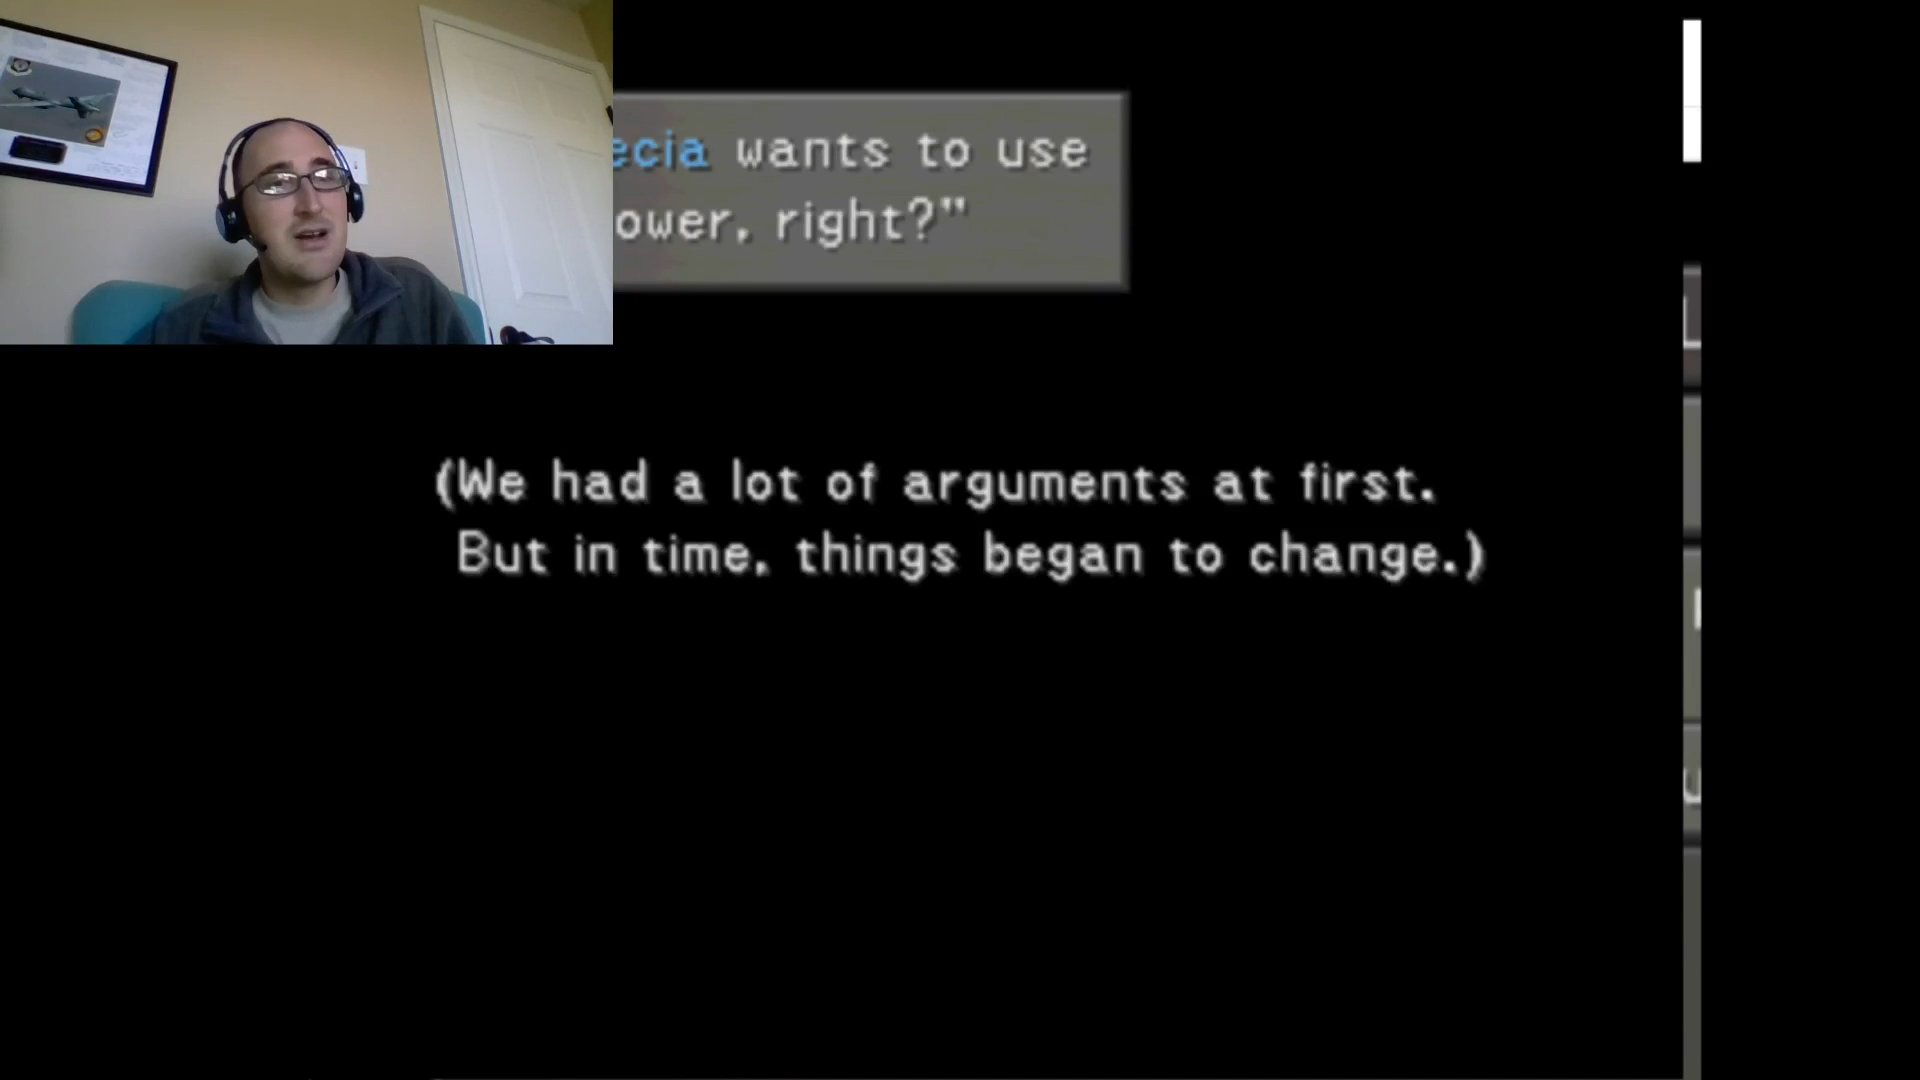 ecia wants to use
ower, right?"
(We had a lot of arguments at first.
But in time, things began to change.)